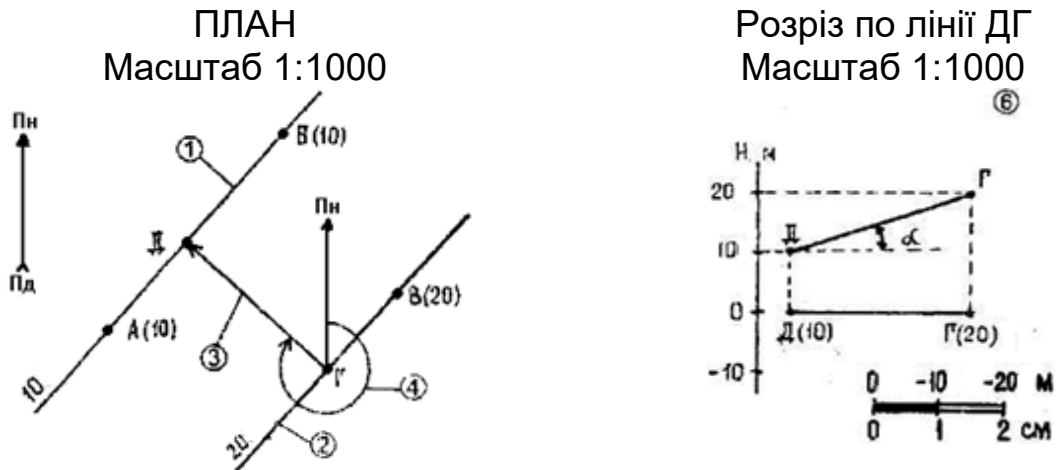 ПЛАН
Масштаб 1:1000
Пн
Пд
①
Б(10)
Д
А(10)
10
Пн
В(20)
③
Г
④
20
②
Розріз по лінії ДГ
Масштаб 1:1000
⑥
Н м
20
Г
Д
10
α
0
Д(10)
Г(20)
-10
0 -10 -20 м
0 1 2 см